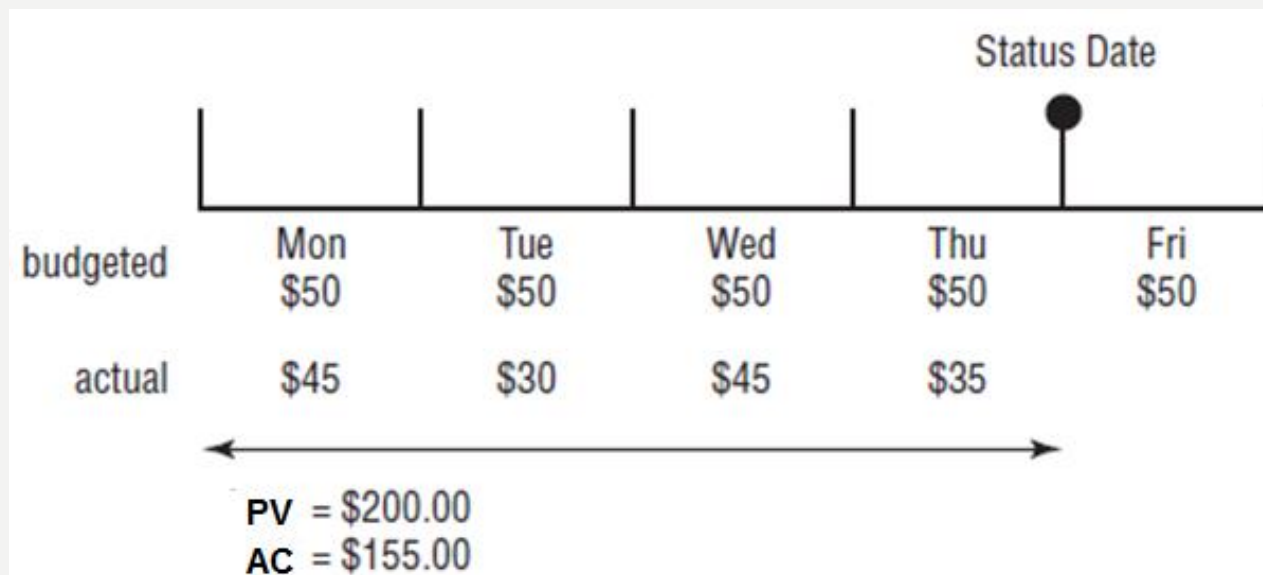 Status Date
Mon Tue Wed Thu Fri
budgeted
$50 $50 $50 $50 $50
actual $45 $30 $45 $35
PV = $200.00
AC = $155.00